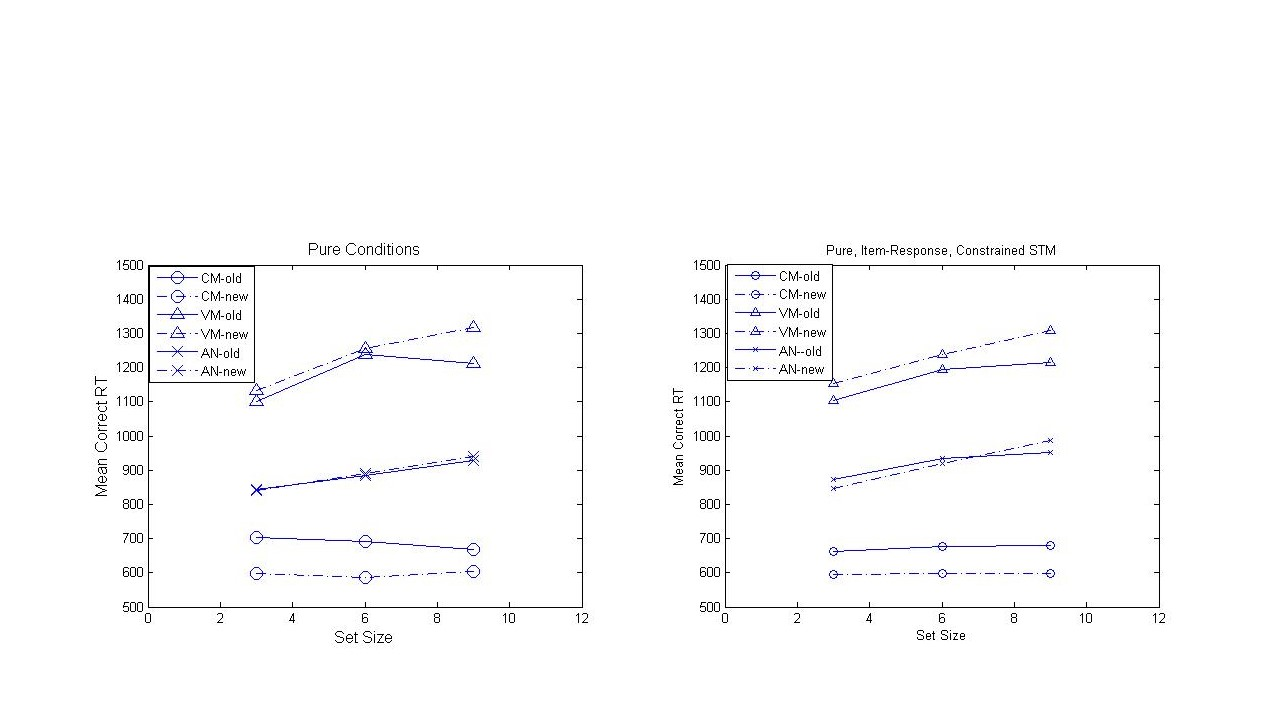 Pure Conditions
1500
1400
1300
1200
1100
1000
900
800
700
600
500
CM-old
CM-new
VM-old
VM-new
AN-old
AN-new
Mean Correct RT
0 2 4 6 8 10 12
Set Size
Pure, Item-Response, Constrained STM
1500
1400
1300
1200
1100
1000
900
800
700
600
500
CM-old
CM-new
VM-old
VM-new
AN--old
AN-new
Mean Correct RT
0 2 4 6 8 10 12
Set Size